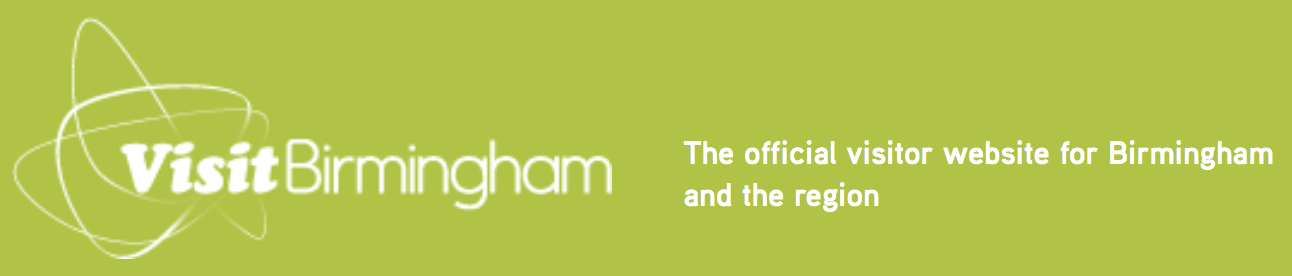 VisitBirmingham
The official visitor website for Birmingham
and the region